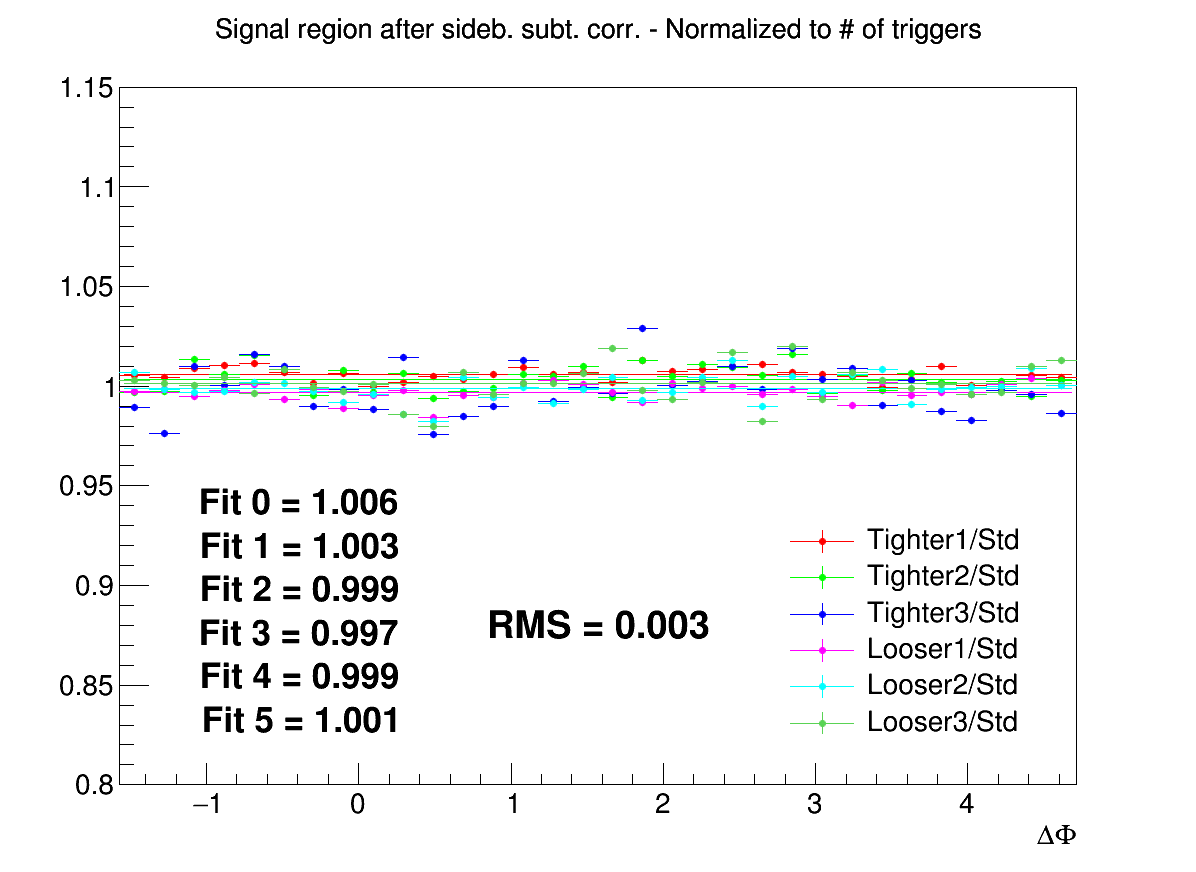 Signal region after sideb. subt. corr. - Normalized to # of triggers
1.15
1.1
1.05
1
0.95
0.9
0.85
0.8
Fit 0 = 1.006
Fit 1 = 1.003
Fit 2 = 0.999
Fit 3 = 0.997
Fit 4 = 0.999
Fit 5 = 1.001
RMS = 0.003
Tighter1/Std
Tighter2/Std
Tighter3/Std
Looser1/Std
Looser2/Std
Looser3/Std
−1 0 1 2 3 4
ΔΦ